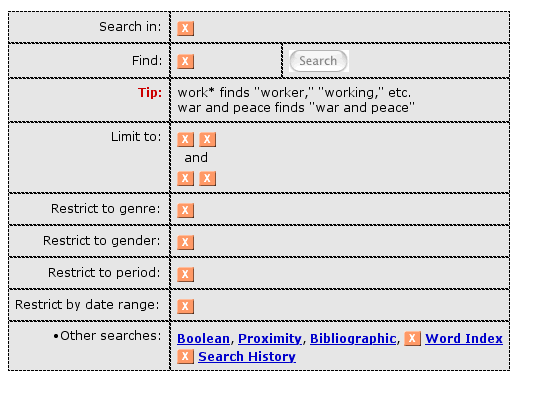 Search in: X
Find: X Search
Tip: work* finds "worker," "working," etc.
war and peace finds "war and peace"
Limit to: X X
and
X X
Restrict to genre: X
Restrict to gender: X
Restrict to period: X
Restrict by date range: X
•Other searches: Boolean, Proximity, Bibliographic, X Word Index
X Search History